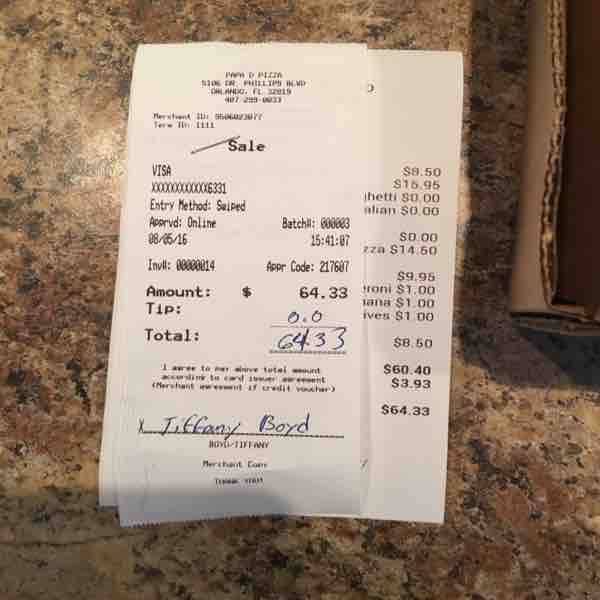 PAPA D PIZZA
5106 DR. PHILLIPS BLVD
ORLANDO, FL 32819
407-299-0033
Merchant ID: 9506023077
Term ID: 1111
Sale
VISA
XXXXXXXXXXXX6331
Entry Method: Swiped
Apprvd: Online Batch#: 000003
08/05/16 15:41:07
Inv#: 00000014 Appr Code: 217607
Amount: $ 64.33
Tip: 0.0
Total: 64.33
I agree to pay above total amount
according to card issuer agreement
(Merchant agreement if credit voucher)
X Tiffany Boyd
BOYD/TIFFANY
Merchant Copy
THANK YOU!
O
$8.50
$15.95
ghetti $0.00
alian $0.00
$0.00
zza $14.50
$9.95
eroni $1.00
ana $1.00
ives $1.00
$8.50
$60.40
$3.93
$64.33